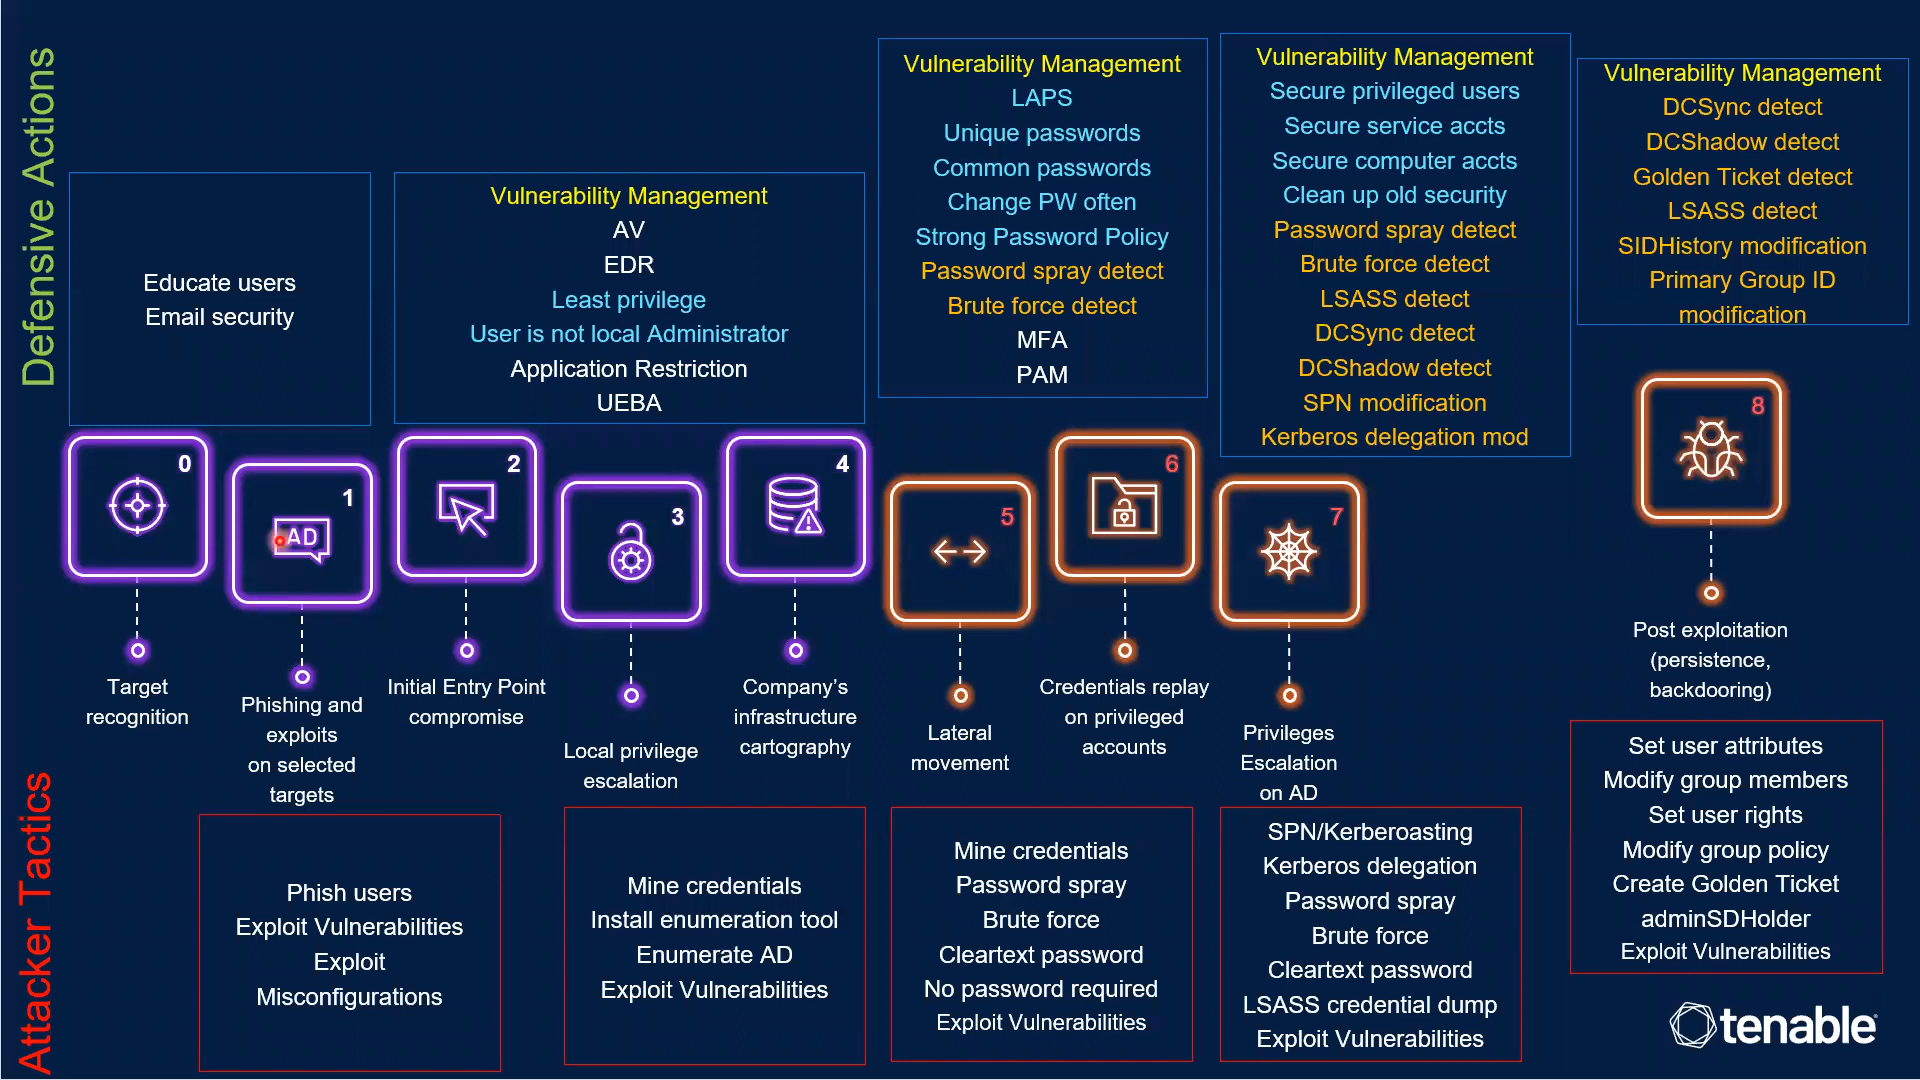 Defensive Actions
Educate users
Email security
Vulnerability Management
AV
EDR
Least privilege
User is not local Administrator
Application Restriction
UEBA
Vulnerability Management
LAPS
Unique passwords
Common passwords
Change PW often
Strong Password Policy
Password spray detect
Brute force detect
MFA
PAM
Vulnerability Management
Secure privileged users
Secure service accts
Secure computer accts
Clean up old security
Password spray detect
Brute force detect
LSASS detect
DCSync detect
DCShadow detect
SPN modification
Kerberos delegation mod
Vulnerability Management
DCSync detect
DCShadow detect
Golden Ticket detect
LSASS detect
SIDHistory modification
Primary Group ID
modification
0
Target
recognition
1
AD
Phishing and
exploits
on selected
targets
2
Initial Entry Point
compromise
3
Local privilege
escalation
4
Company’s
infrastructure
cartography
5
Lateral
movement
6
Credentials replay
on privileged
accounts
7
Privileges
Escalation
on AD
8
Post exploitation
(persistence,
backdooring)
Attacker Tactics
Phish users
Exploit Vulnerabilities
Exploit
Misconfigurations
Mine credentials
Install enumeration tool
Enumerate AD
Exploit Vulnerabilities
Mine credentials
Password spray
Brute force
Cleartext password
No password required
Exploit Vulnerabilities
SPN/Kerberoasting
Kerberos delegation
Password spray
Brute force
Cleartext password
LSASS credential dump
Exploit Vulnerabilities
Set user attributes
Modify group members
Set user rights
Modify group policy
Create Golden Ticket
adminSDHolder
Exploit Vulnerabilities
tenable